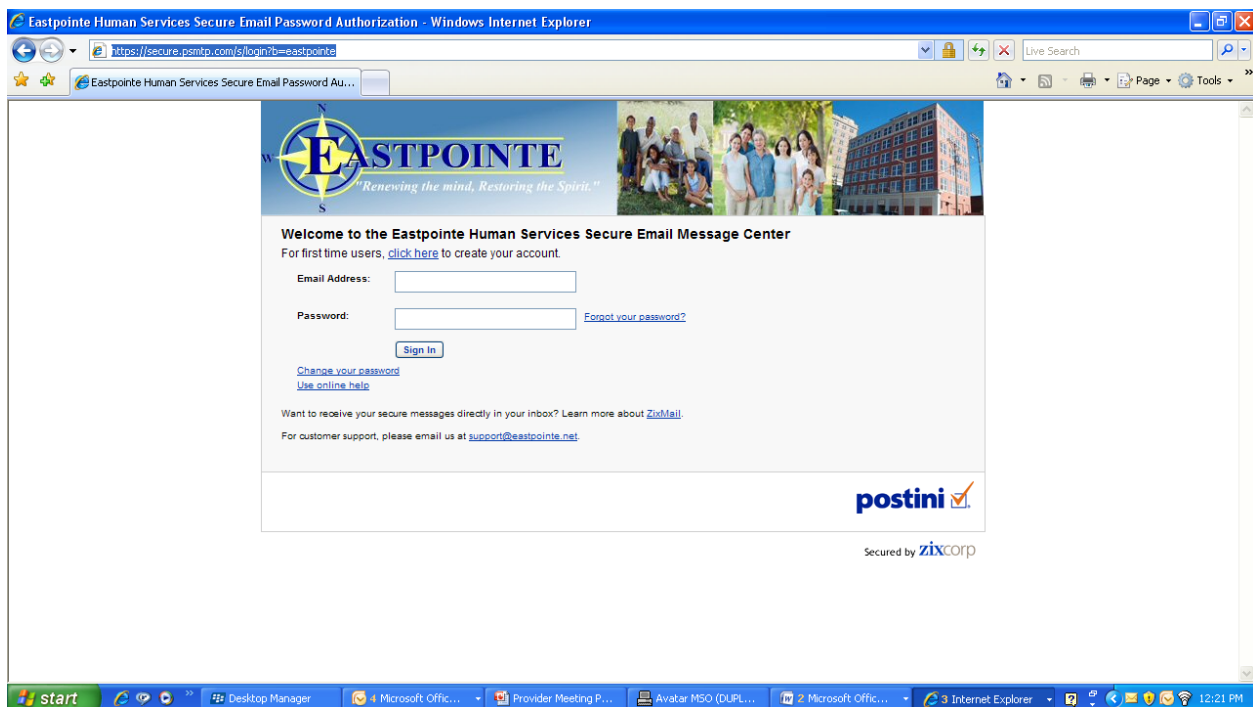 Eastpointe Human Services Secure Email Password Authorization - Windows Internet Explorer
https://secure.psmtp.com/s/login?b=eastpointe
Live Search
Eastpointe Human Services Secure Email Password Au...
Page
Tools
N
W
EASTPOINTE
"Renewing the mind, Restoring the Spirit."
S
Welcome to the Eastpointe Human Services Secure Email Message Center
For first time users, click here to create your account.
Email Address:
Password:
Forgot your password?
Sign In
Change your password
Use online help
Want to receive your secure messages directly in your inbox? Learn more about ZixMail.
For customer support, please email us at support@eastpointe.net.
postini
Secured by zixcorp
start
Desktop Manager
4 Microsoft Offic...
Provider Meeting P...
Avatar MSO (DUPL...
2 Microsoft Offic...
3 Internet Explorer
12:21 PM